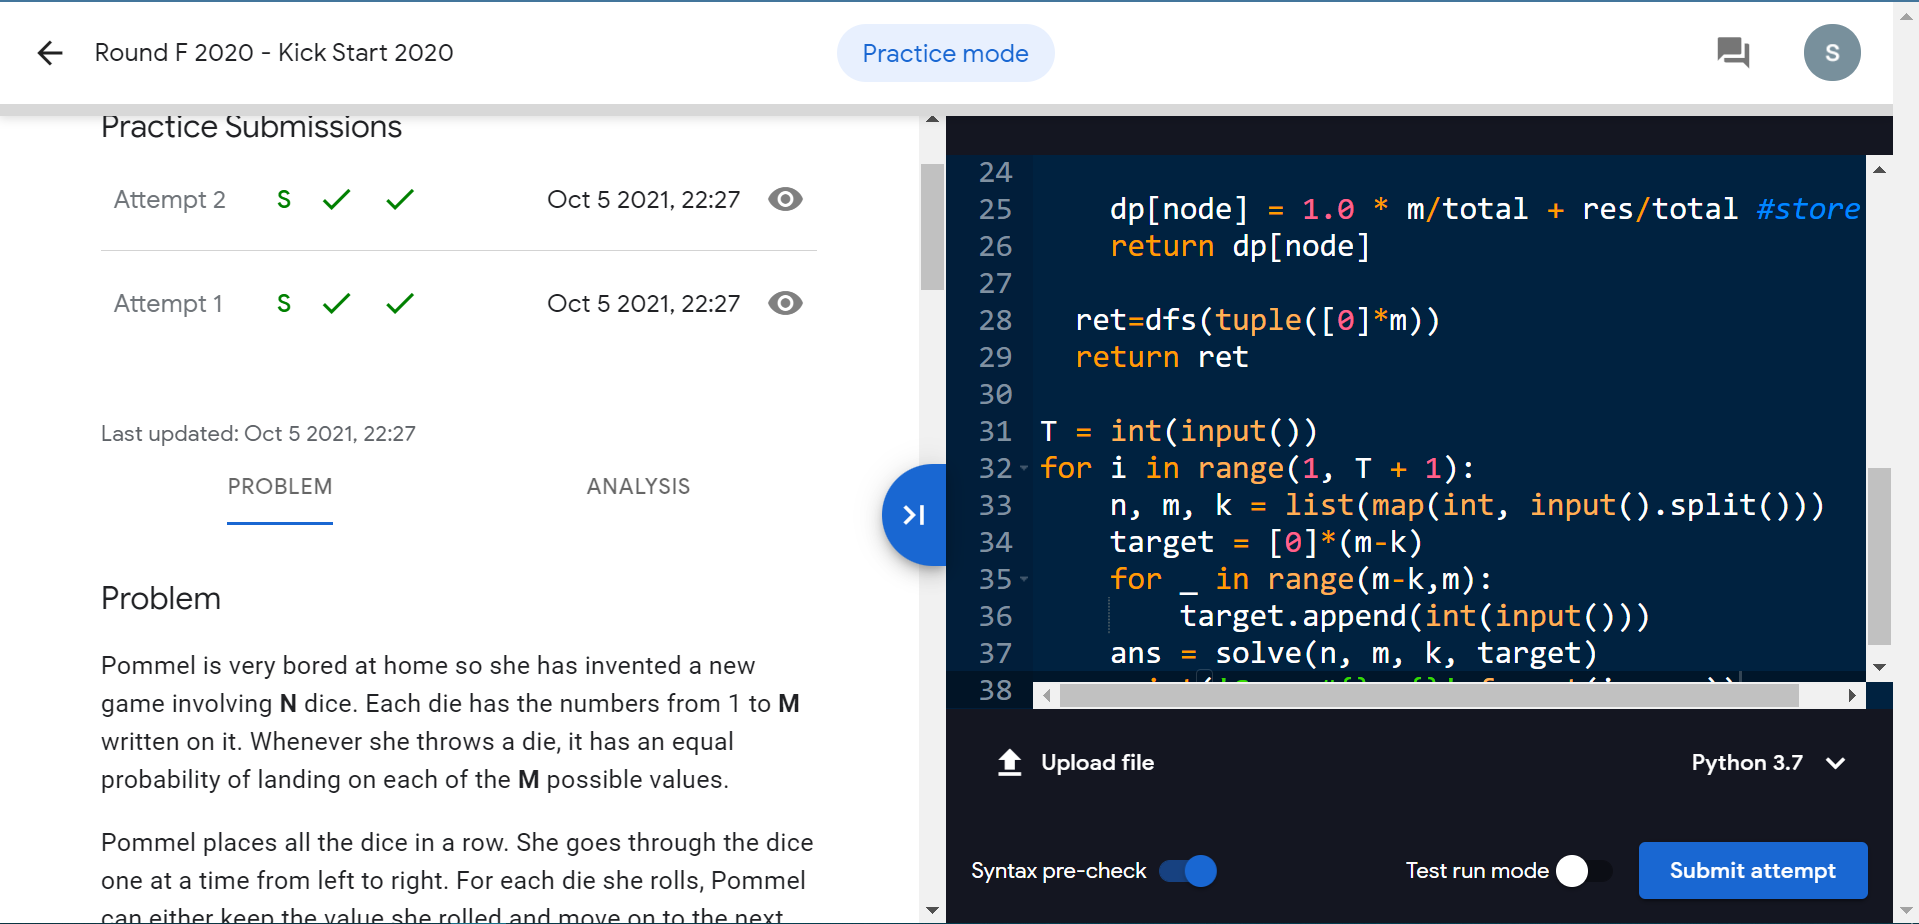 Round F 2020 - Kick Start 2020
Practice mode
S
Practice Submissions
Attempt 2 S Oct 5 2021, 22:27
Attempt 1 S Oct 5 2021, 22:27
Last updated: Oct 5 2021, 22:27
PROBLEM ANALYSIS
Problem
Pommel is very bored at home so she has invented a new
game involving N dice. Each die has the numbers from 1 to M
written on it. Whenever she throws a die, it has an equal
probability of landing on each of the M possible values.
Pommel places all the dice in a row. She goes through the dice
one at a time from left to right. For each die she rolls, Pommel
can either keep the value she rolled and move on to the next
24
25 dp[node] = 1.0 * m/total + res/total #store
26 return dp[node]
27
28 ret=dfs(tuple([0]*m))
29 return ret
30
31 T = int(input())
32 for i in range(1, T + 1):
33 n, m, k = list(map(int, input().split()))
34 target = [0]*(m-k)
35 for _ in range(m-k,m):
36 target.append(int(input()))
37 ans = solve(n, m, k, target)
38
Upload file
Python 3.7
Syntax pre-check
Test run mode
Submit attempt